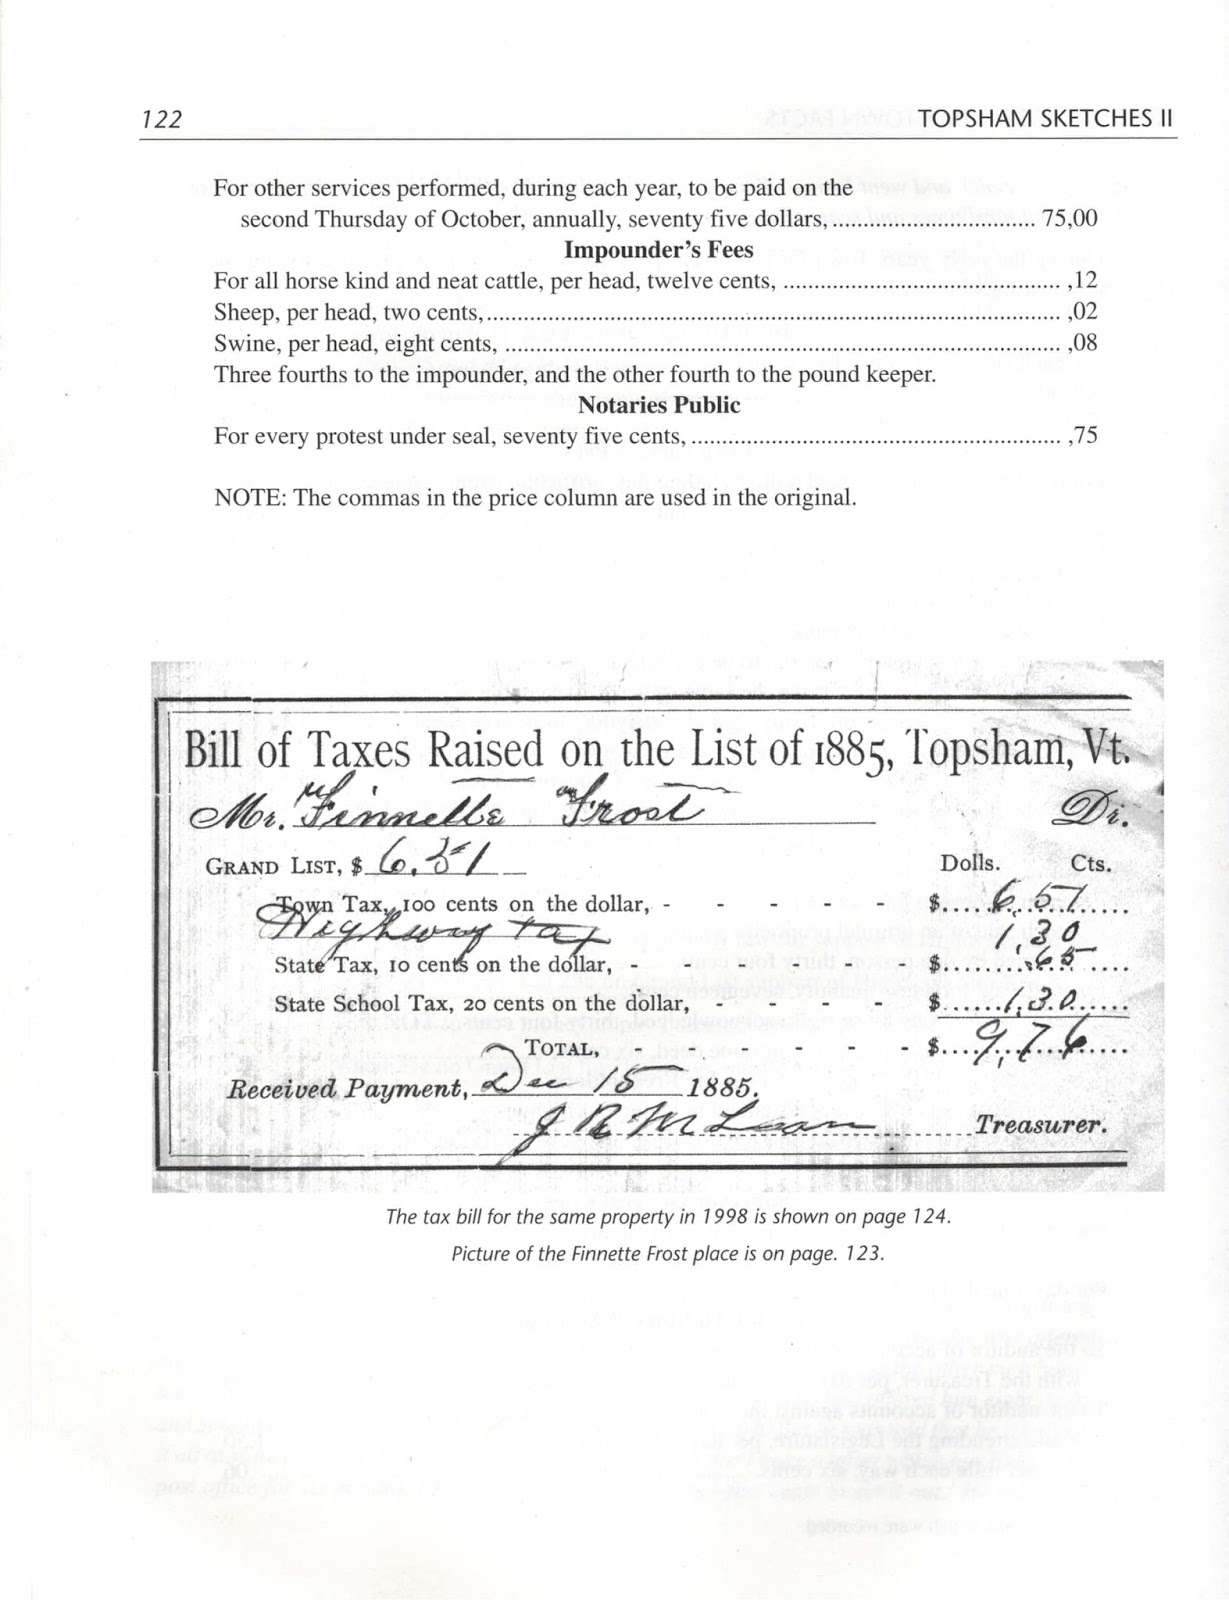 122 TOPSHAM SKETCHES II
For other services performed, during each year, to be paid on the
second Thursday of October, annually, seventy five dollars,.................................. 75,00
Impounder's Fees
For all horse kind and neat cattle, per head, twelve cents, ............................................. ,12
Sheep, per head, two cents,............................................................................................... ,02
Swine, per head, eight cents, ............................................................................................ ,08
Three fourths to the impounder, and the other fourth to the pound keeper.
Notaries Public
For every protest under seal, seventy five cents, ............................................................. ,75
NOTE: The commas in the price column are used in the original.
Bill of Taxes Raised on the List of 1885, Topsham, Vt.
Mr. Finnette Frost Dr.
GRAND LIST, $ 6.51 Dolls. Cts.
Town Tax, 100 cents on the dollar, - - - - - $ 6,51
Highway tax 1,30
State Tax, 10 cents on the dollar, - - - - - - $ .65
State School Tax, 20 cents on the dollar, - - - - $ 1,30
TOTAL, - - - - - $ 9,76
Received Payment, Dec 15 1885.
J R McLean Treasurer.
The tax bill for the same property in 1998 is shown on page 124.
Picture of the Finnette Frost place is on page. 123.